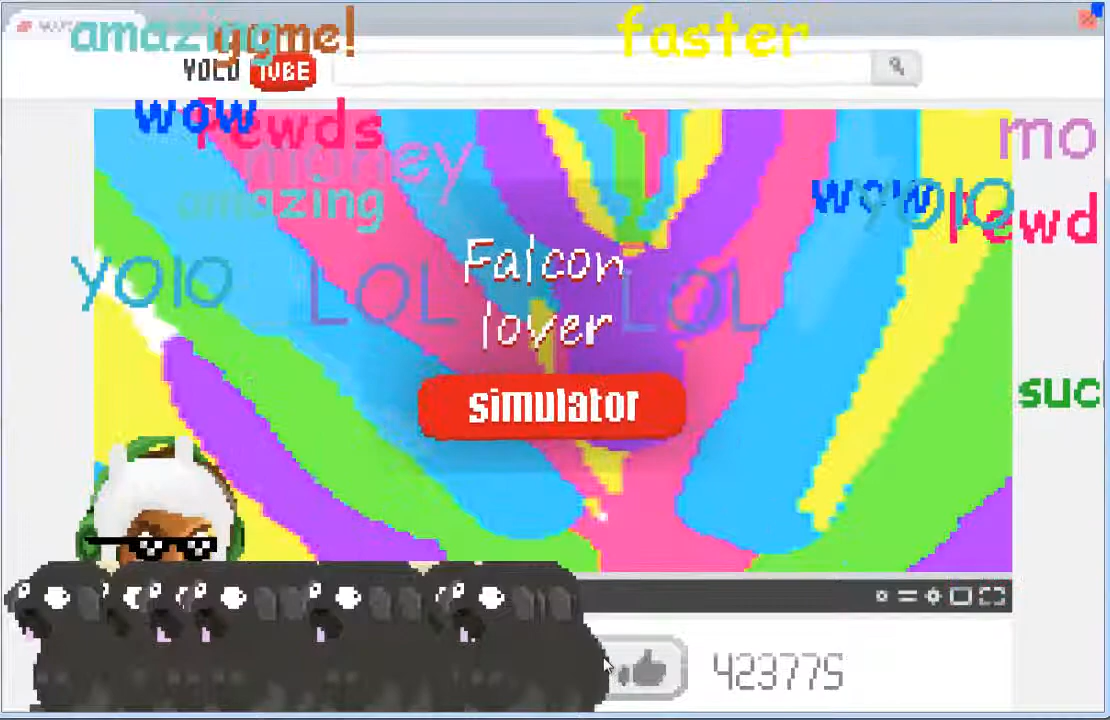 amazing
game!
faster
YOLO TUBE
wow
Pewds
mo
money
amazing
wow
YOlO
Pewd
YOlO
LOL
LOL
Falcon
lover
simulator
suc
423775